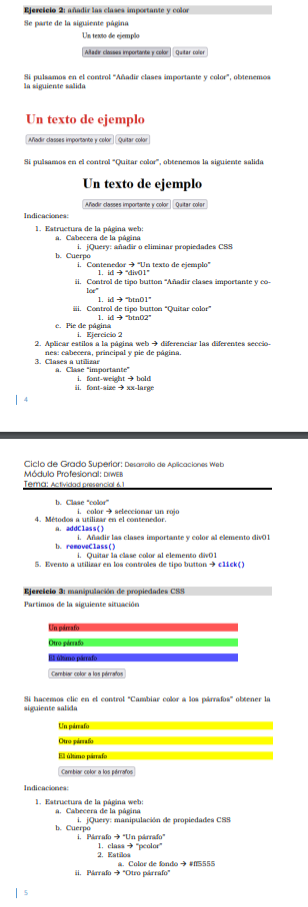 Ejercicio 2: añadir las clases importante y color
Se parte de la siguiente página
Un texto de ejemplo
Añadir classes importante y color Quitar color
Si pulsamos en el control "Añadir clases importante y color", obtenemos
la siguiente salida
Un texto de ejemplo
Añadir classes importante y color Quitar color
Si pulsamos en el control "Quitar color", obtenemos la siguiente salida
Un texto de ejemplo
Añadir classes importante y color Quitar color
Indicaciones:
1. Estructura de la página web:
a. Cabecera de la página
i. jQuery: añadir o eliminar propiedades CSS
b. Cuerpo
i. Contenedor → "Un texto de ejemplo"
1. id → "div01"
ii. Control de tipo button "Añadir clases importante y co-
lor"
1. id → "btn01"
iii. Control de tipo button "Quitar color"
1. id → "btn02"
c. Pie de página
i. Ejercicio 2
2. Aplicar estilos a la página web → diferenciar las diferentes seccio-
nes: cabecera, principal y pie de página.
3. Clases a utilizar
a. Clase "importante"
i. font-weight → bold
ii. font-size → xx-large
4
Ciclo de Grado Superior: Desarrollo de Aplicaciones Web
Módulo Profesional: DIWEB
Tema: Actividad presencial 6.1
b. Clase "color"
i. color → seleccionar un rojo
4. Métodos a utilizar en el contenedor.
a. addClass()
i. Añadir las clases importante y color al elemento div01
b. removeClass()
i. Quitar la clase color al elemento div01
5. Evento a utilizar en los controles de tipo button → click()
Ejercicio 3: manipulación de propiedades CSS
Partimos de la siguiente situación
Un párrafo
Otro párrafo
El último párrafo
Cambiar color a los párrafos
Si hacemos clic en el control "Cambiar color a los párrafos" obtener la
siguiente salida
Un párrafo
Otro párrafo
El último párrafo
Cambiar color a los párrafos
Indicaciones:
1. Estructura de la página web:
a. Cabecera de la página
i. jQuery: manipulación de propiedades CSS
b. Cuerpo
i. Párrafo → "Un párrafo"
1. class → "pcolor"
2. Estilos
a. Color de fondo → #ff5555
ii. Párrafo → "Otro párrafo"
5